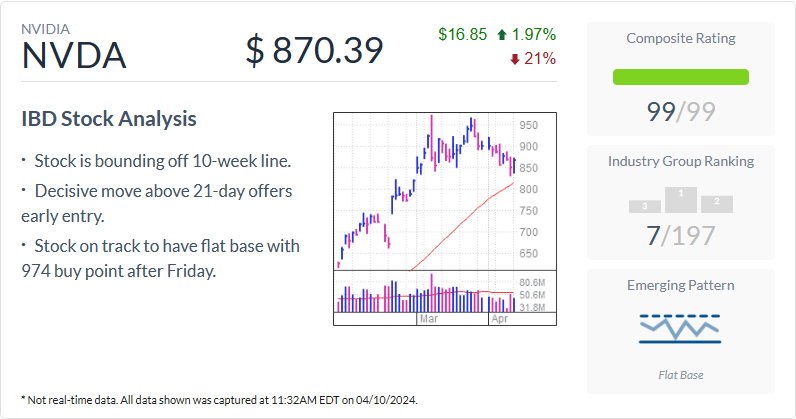 NVIDIA
NVDA
$ 870.39
$16.85 1.97%
21%
IBD Stock Analysis
· Stock is bounding off 10-week line.
· Decisive move above 21-day offers
early entry.
· Stock on track to have flat base with
974 buy point after Friday.
950
900
850
800
750
700
650
80.6M
50.6M
31.8M
Mar
Apr
Composite Rating
99/99
Industry Group Ranking
3
1
2
7/197
Emerging Pattern
Flat Base
* Not real-time data. All data shown was captured at 11:32AM EDT on 04/10/2024.